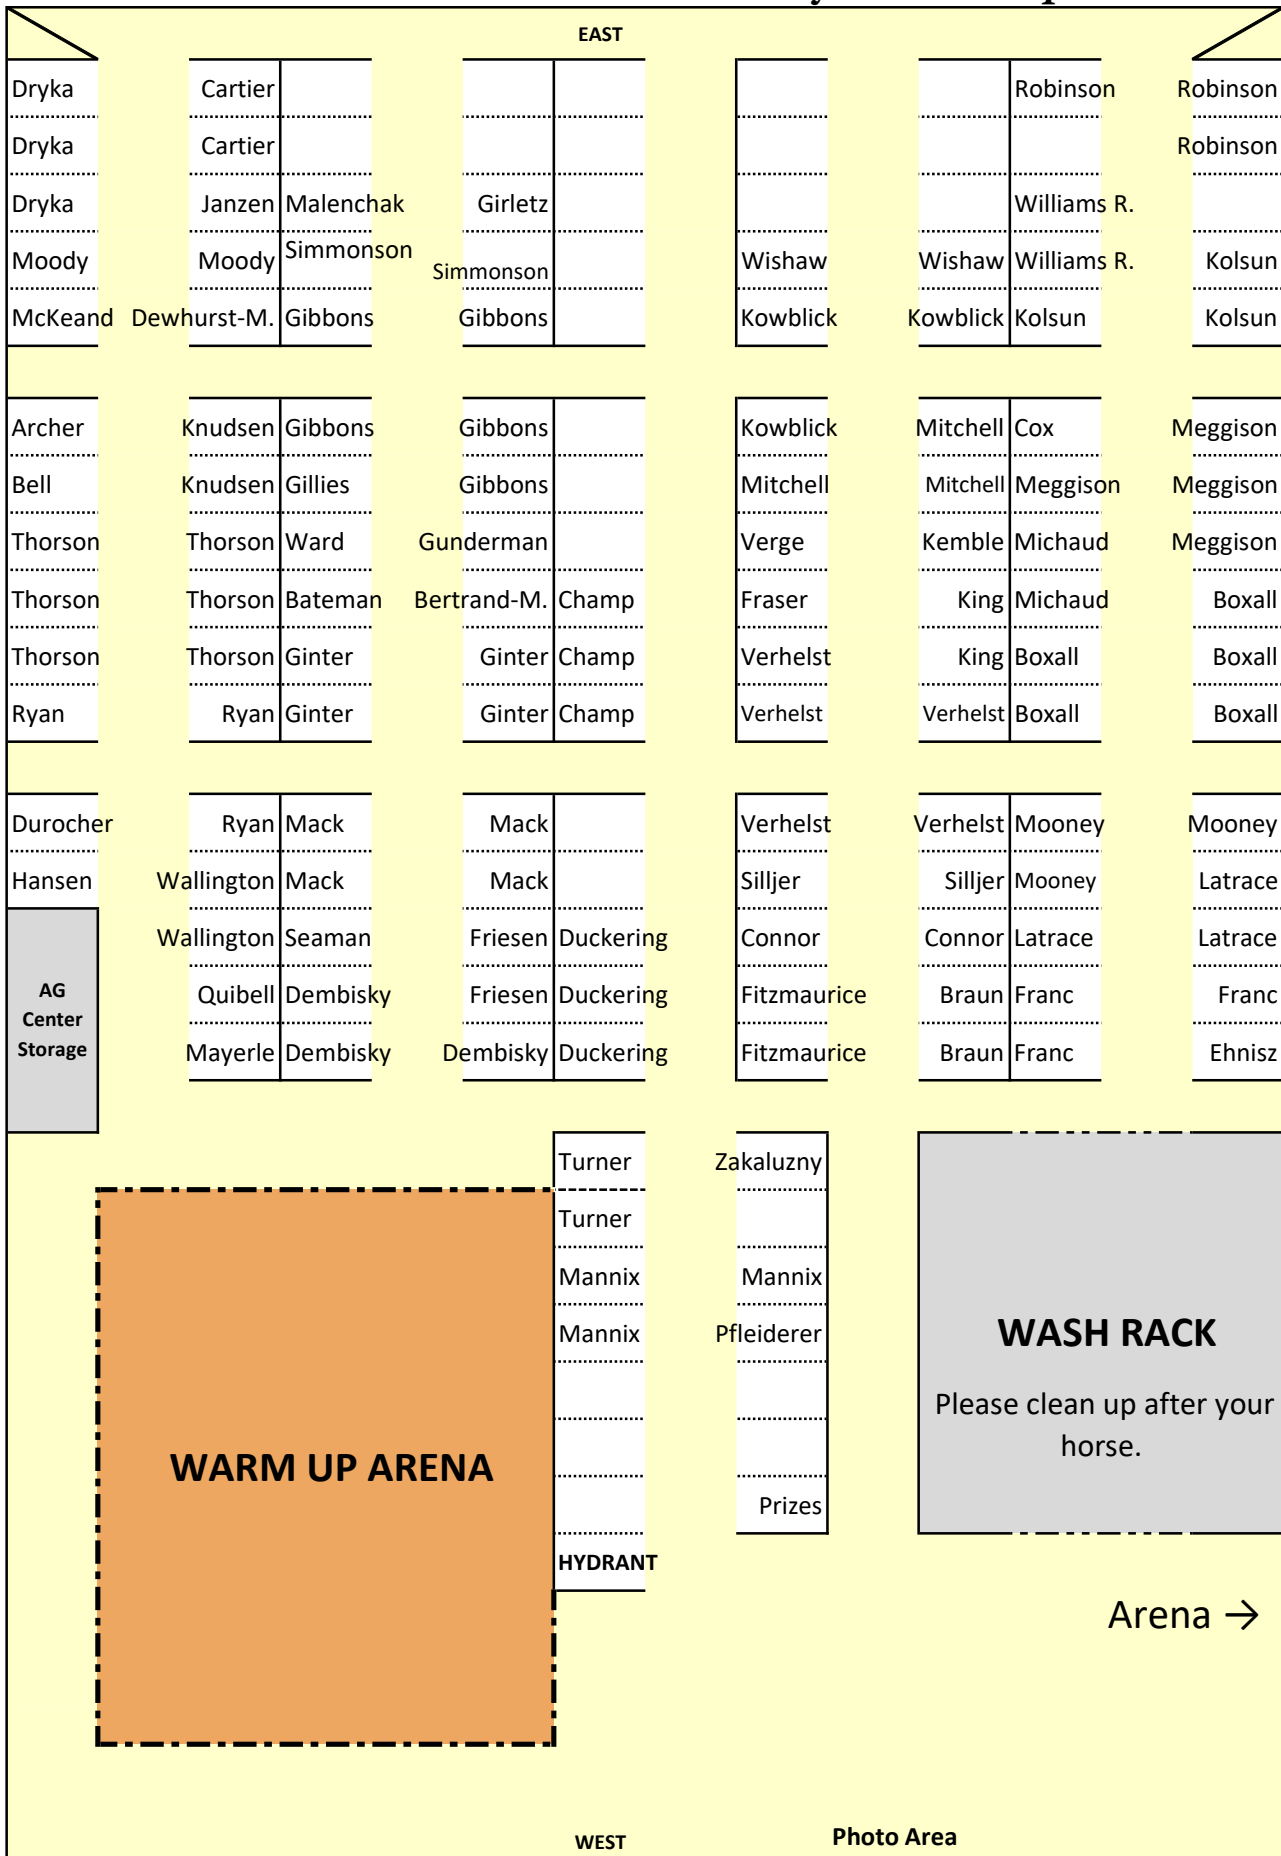 EAST
Dryka Cartier Robinson Robinson
Dryka Cartier Robinson
Dryka Janzen Malenchak Girletz Williams R.
Moody Moody Simmonson Simmonson Wishaw Wishaw Williams R. Kolsun
McKeand Dewhurst-M. Gibbons Gibbons Kowblick Kowblick Kolsun Kolsun
Archer Knudsen Gibbons Gibbons Kowblick Mitchell Cox Meggison
Bell Knudsen Gillies Gibbons Mitchell Mitchell Meggison Meggison
Thorson Thorson Ward Gunderman Verge Kemble Michaud Meggison
Thorson Thorson Bateman Bertrand-M. Champ Fraser King Michaud Boxall
Thorson Thorson Ginter Ginter Champ Verhelst King Boxall Boxall
Ryan Ryan Ginter Ginter Champ Verhelst Verhelst Boxall Boxall
Durocher Ryan Mack Mack Verhelst Verhelst Mooney Mooney
Hansen Wallington Mack Mack Silljer Silljer Mooney Latrace
Wallington Seaman Friesen Duckering Connor Connor Latrace Latrace
Quibell Dembisky Friesen Duckering Fitzmaurice Braun Franc Franc
Mayerle Dembisky Dembisky Duckering Fitzmaurice Braun Franc Ehnisz
AG
Center
Storage
Turner Zakaluzny
Turner
Mannix Mannix
Mannix Pfleiderer
Prizes
HYDRANT
WASH RACK
Please clean up after your
horse.
WARM UP ARENA
Arena →
Photo Area
WEST